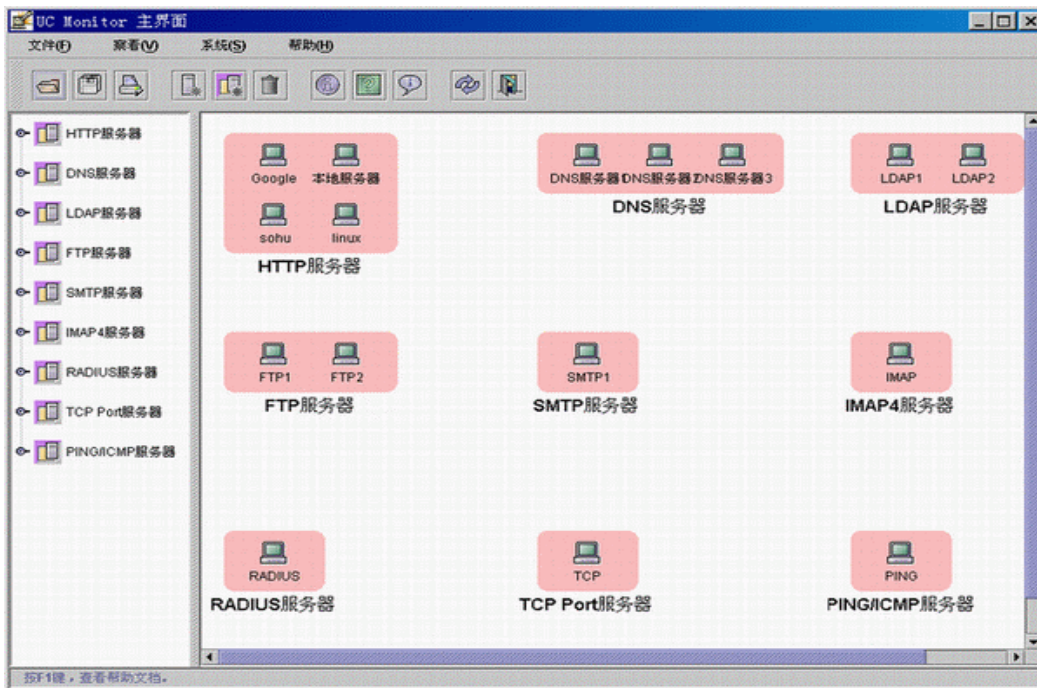 UC Monitor 主界面
文件(F) 察看(V) 系统(S) 帮助(H)
HTTP服务器
DNS服务器
LDAP服务器
FTP服务器
SMTP服务器
IMAP4服务器
RADIUS服务器
TCP Port服务器
PING/ICMP服务器
Google 本地服务器
sohu linux
HTTP服务器
DNS服务器1 DNS服务器2 DNS服务器3
DNS服务器
LDAP1 LDAP2
LDAP服务器
FTP1 FTP2
FTP服务器
SMTP1
SMTP服务器
IMAP
IMAP4服务器
RADIUS
RADIUS服务器
TCP
TCP Port服务器
PING
PING/ICMP服务器
按F1键，查看帮助文档。